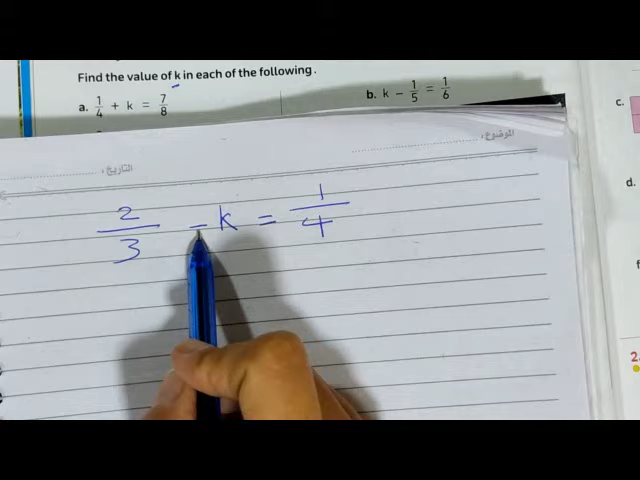 Find the value of k in each of the following.
a. 1/4 + k = 7/8
b. k - 1/5 = 1/6
c.
الموضوع:
التاريخ:
d.
2/3 - k = 1/4
2.